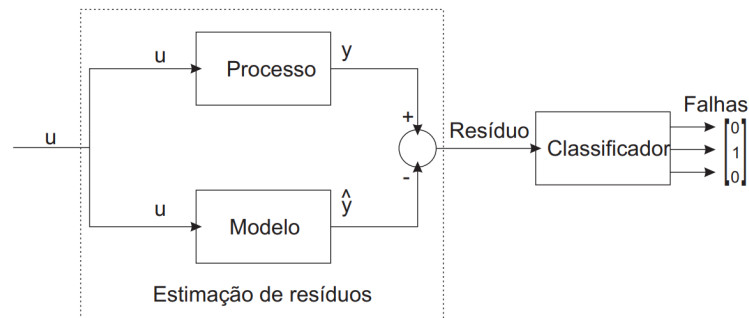 u
u
Processo
y
u
Modelo
ŷ
+
-
Resíduo
Classificador
Falhas
0
1
0
Estimação de resíduos